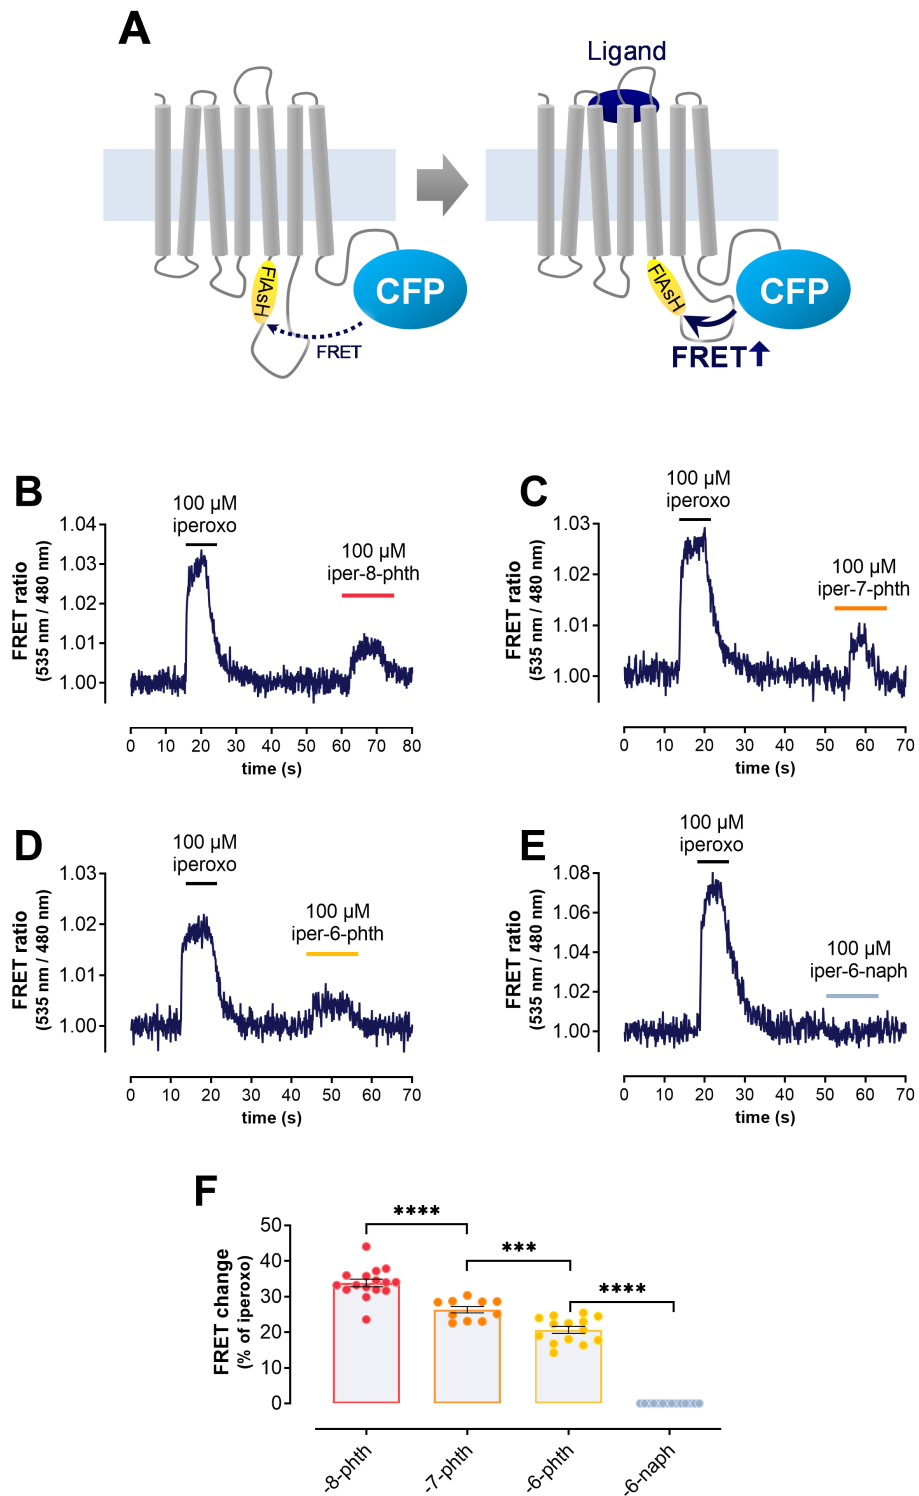 A
Ligand
FlAsH
CFP
FRET
FlAsH
CFP
FRET
B
100 µM
iperoxo
100 µM
iper-8-phth
FRET ratio
(535 nm / 480 nm)
1.04
1.03
1.02
1.01
1.00
0 10 20 30 40 50 60 70 80
time (s)
C
100 µM
iperoxo
100 µM
iper-7-phth
FRET ratio
(535 nm / 480 nm)
1.03
1.02
1.01
1.00
0 10 20 30 40 50 60 70
time (s)
D
100 µM
iperoxo
100 µM
iper-6-phth
FRET ratio
(535 nm / 480 nm)
1.03
1.02
1.01
1.00
0 10 20 30 40 50 60 70
time (s)
E
100 µM
iperoxo
100 µM
iper-6-naph
FRET ratio
(535 nm / 480 nm)
1.08
1.06
1.04
1.02
1.00
0 10 20 30 40 50 60 70
time (s)
F
FRET change
(% of iperoxo)
50
40
30
20
10
0
****
***
****
-8-phth
-7-phth
-6-phth
-6-naph